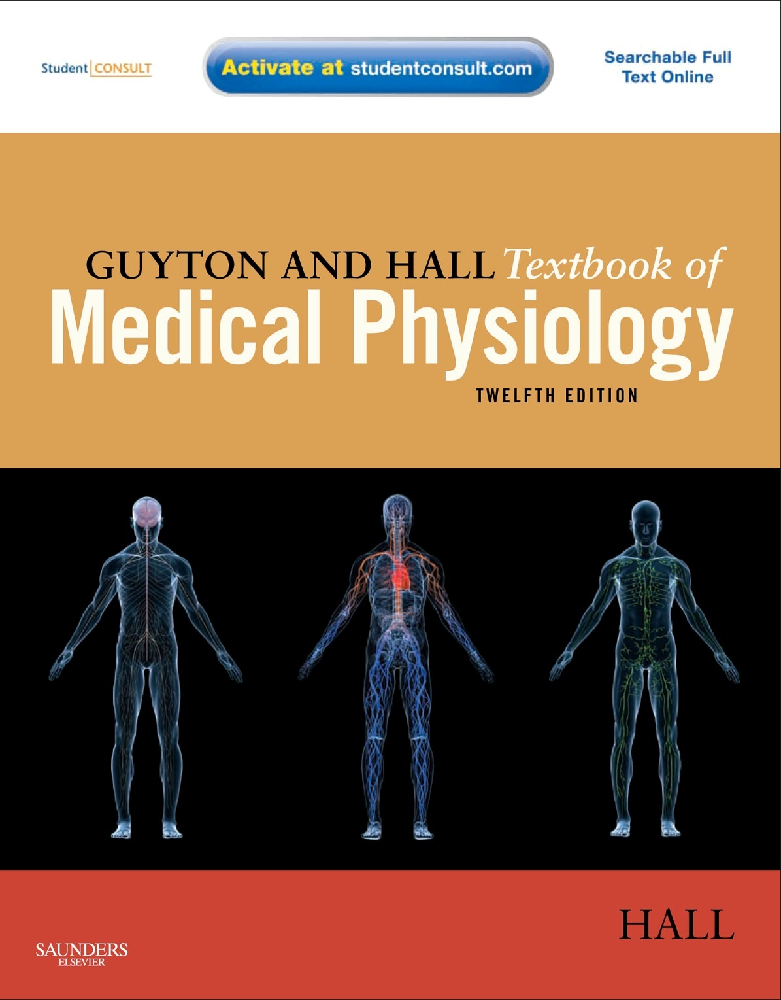 Student CONSULT
Activate at studentconsult.com
Searchable Full
Text Online
GUYTON AND HALL Textbook of
Medical Physiology
TWELFTH EDITION
HALL
SAUNDERS
ELSEVIER